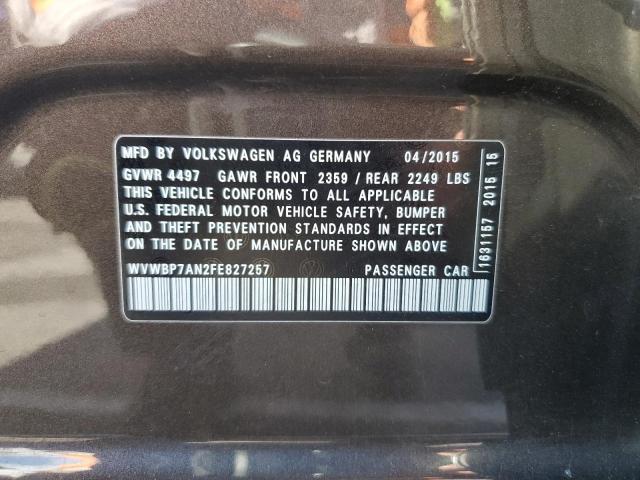 MFD BY VOLKSWAGEN AG GERMANY 04/2015
GVWR 4497 GAWR FRONT 2359 / REAR 2249 LBS
THIS VEHICLE CONFORMS TO ALL APPLICABLE
U.S. FEDERAL MOTOR VEHICLE SAFETY, BUMPER
AND THEFT PREVENTION STANDARDS IN EFFECT
ON THE DATE OF MANUFACTURE SHOWN ABOVE
WVWBP7AN2FE827257 PASSENGER CAR
1631157 2015 15